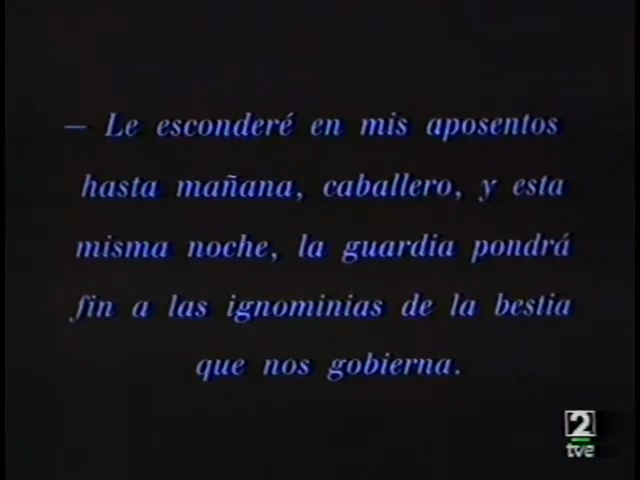 — Le esconderé en mis aposentos
hasta mañana, caballero, y esta
misma noche, la guardia pondrá
fin a las ignominias de la bestia
que nos gobierna.
2
tve